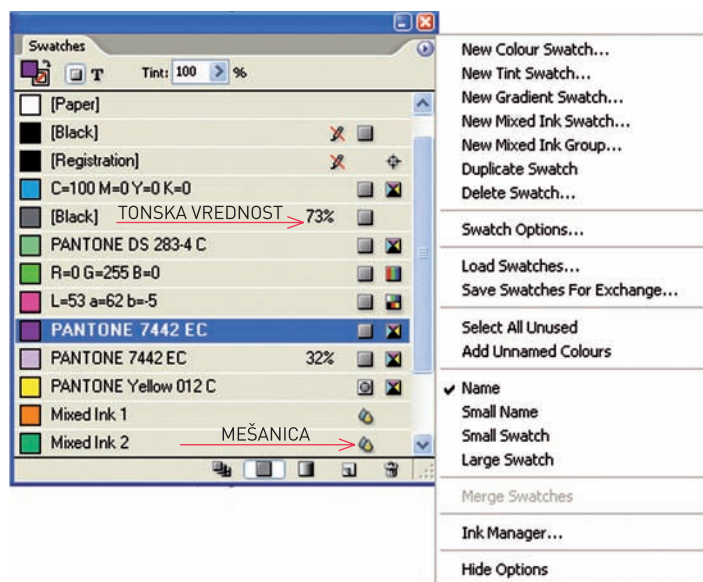 Swatches
T Tint: 100 %
[Paper]
[Black]
[Registration]
C=100 M=0 Y=0 K=0
[Black] TONSKA VREDNOST 73%
PANTONE DS 283-4 C
R=0 G=255 B=0
L=53 a=62 b=-5
PANTONE 7442 EC
PANTONE 7442 EC 32%
PANTONE Yellow 012 C
Mixed Ink 1
Mixed Ink 2 MEŠANICA
New Colour Swatch...
New Tint Swatch...
New Gradient Swatch...
New Mixed Ink Swatch...
New Mixed Ink Group...
Duplicate Swatch
Delete Swatch...
Swatch Options...
Load Swatches...
Save Swatches For Exchange...
Select All Unused
Add Unnamed Colours
Name
Small Name
Small Swatch
Large Swatch
Merge Swatches
Ink Manager...
Hide Options